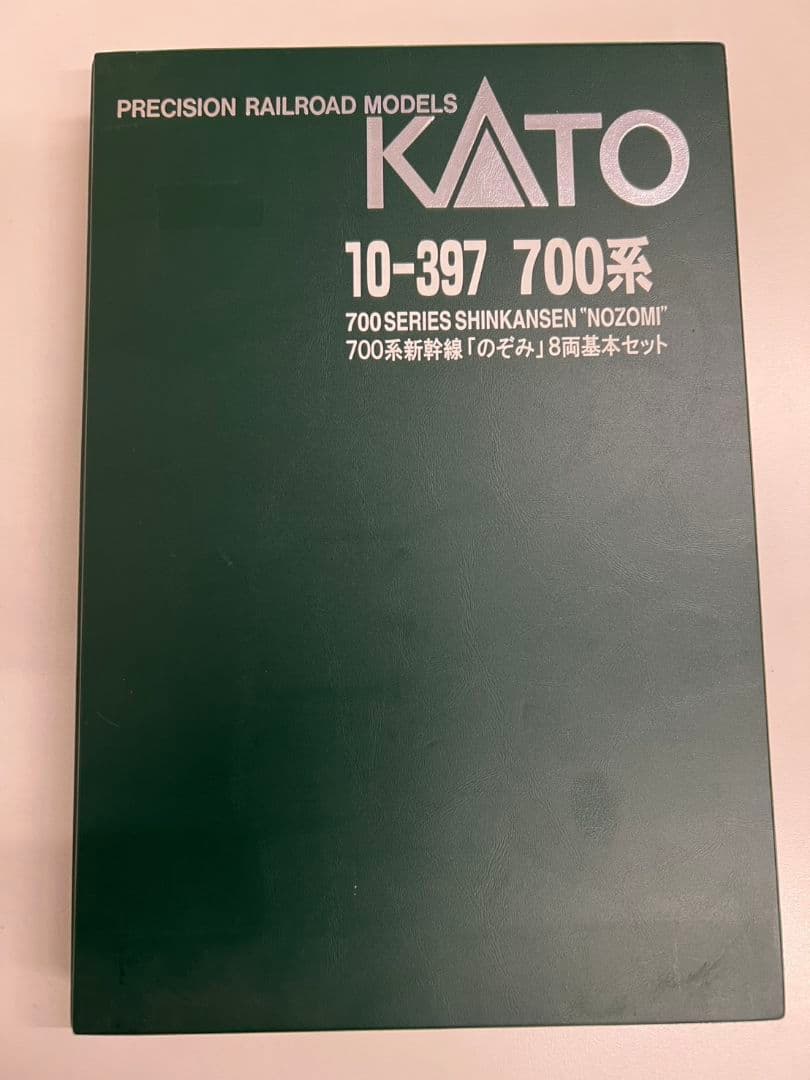 PRECISION RAILROAD MODELS
KATO
10-397 700系
700 SERIES SHINKANSEN "NOZOMI"
700系新幹線「のぞみ」8両基本セット